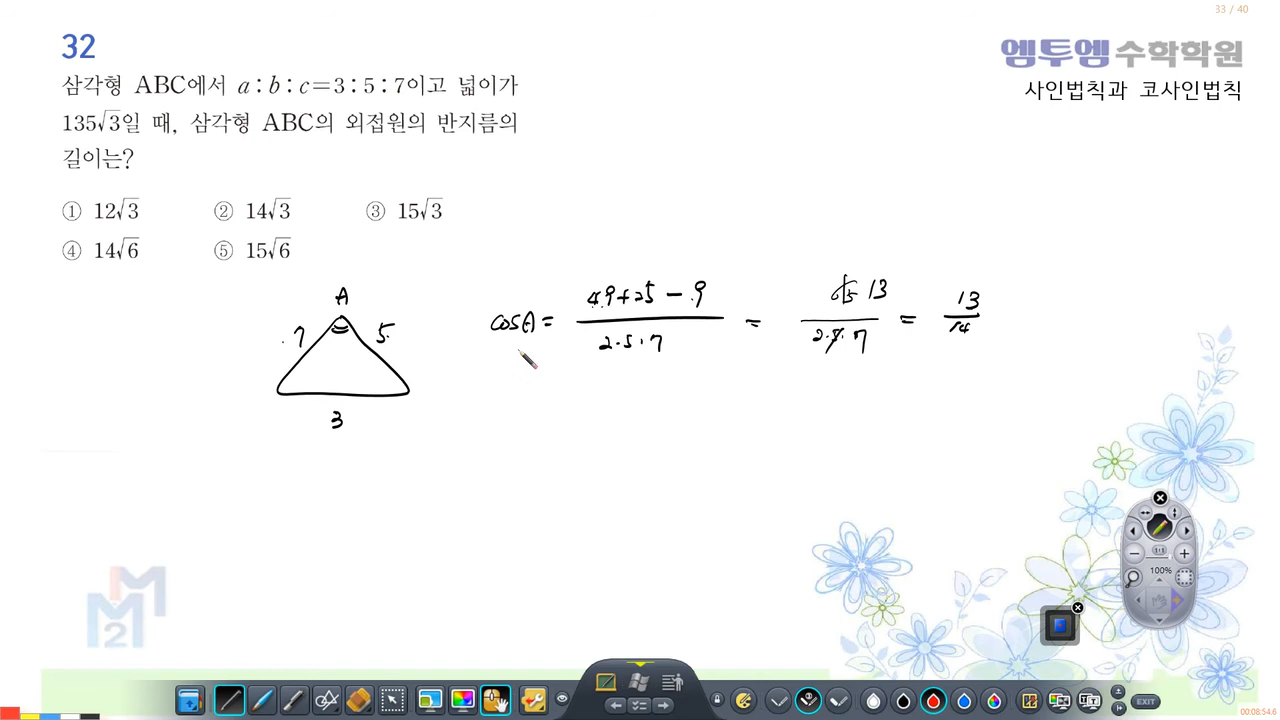 33 / 40
32
엠투엠수학학원
사인법칙과 코사인법칙
삼각형 ABC에서 a : b : c=3 : 5 : 7이고 넓이가
135√3일 때, 삼각형 ABC의 외접원의 반지름의
길이는?
① 12√3 ② 14√3 ③ 15√3
④ 14√6 ⑤ 15√6
A
7 5
3
cosA = (49+25-9)/(2·5·7) = 13/(2·5·7) = 13/14
100%
M2M
EXIT
00:08:54.6